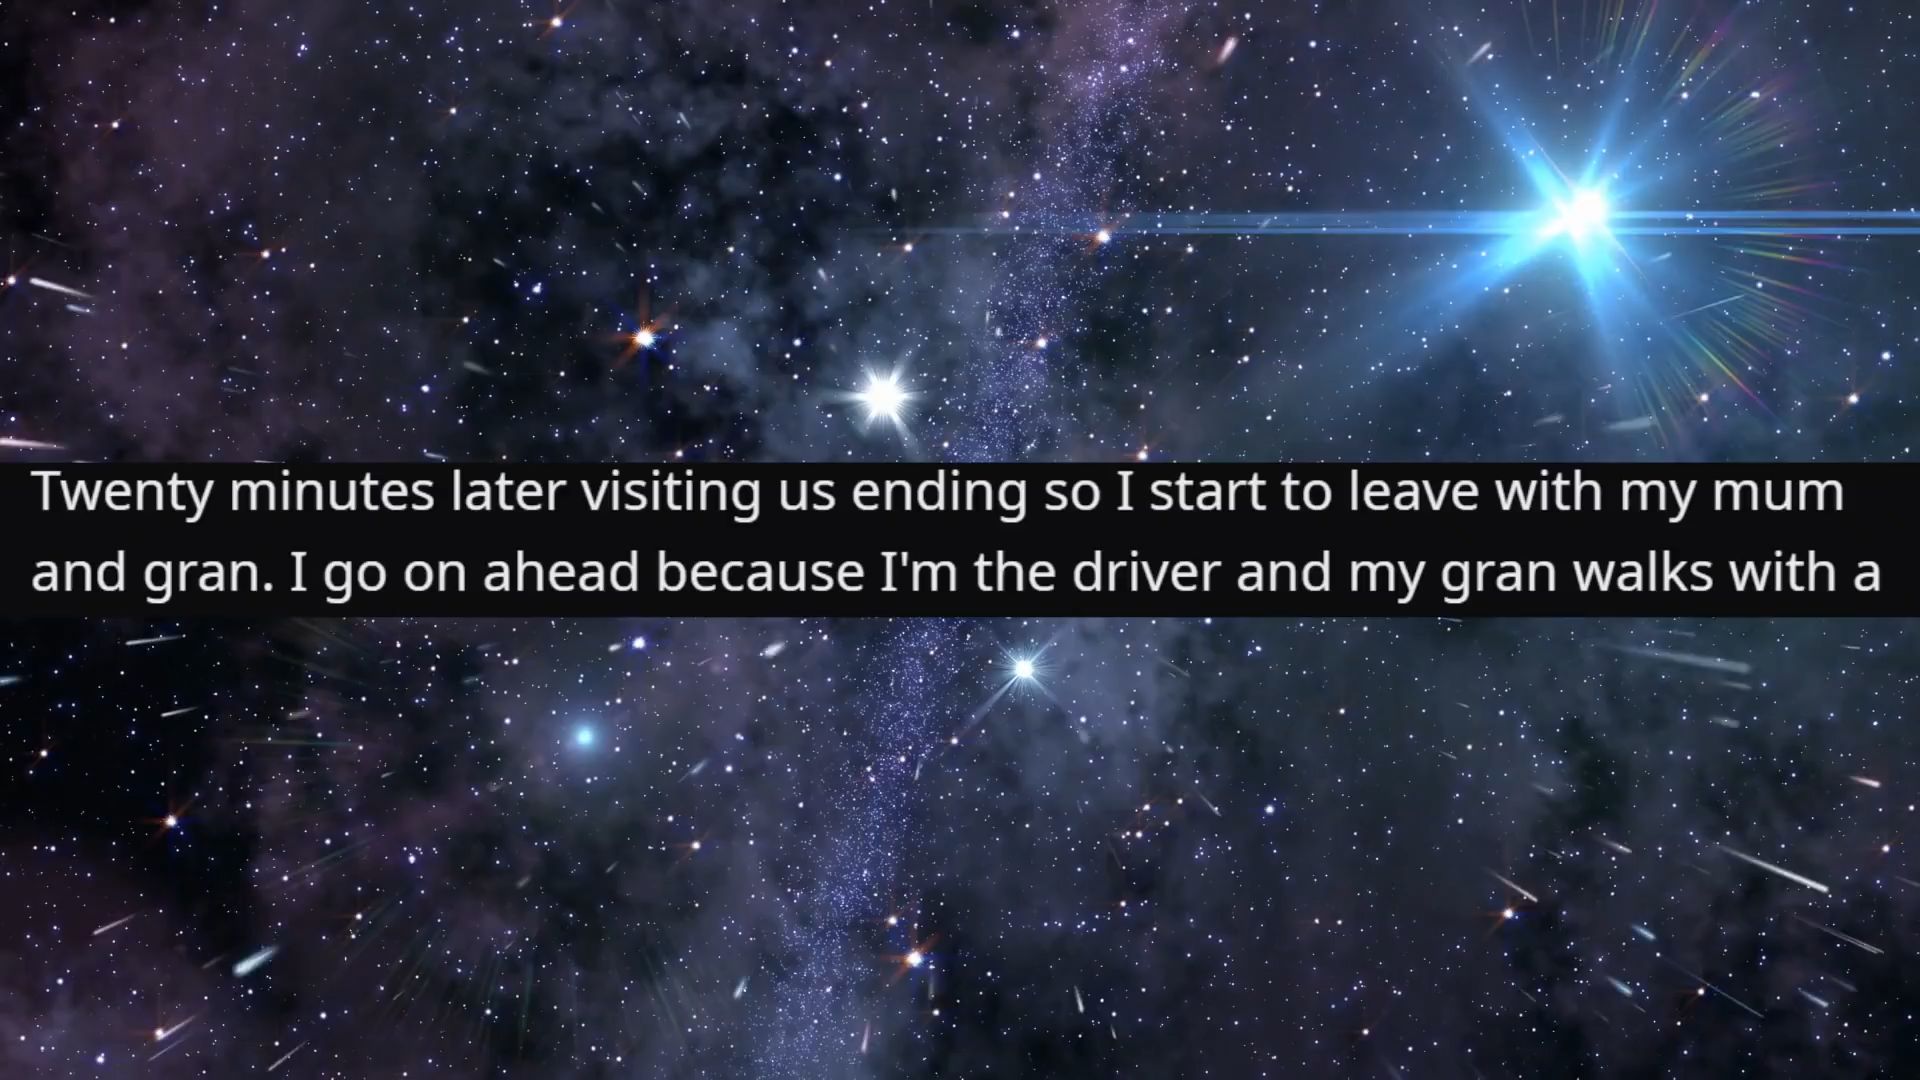 Twenty minutes later visiting us ending so I start to leave with my mum
and gran. I go on ahead because I'm the driver and my gran walks with a